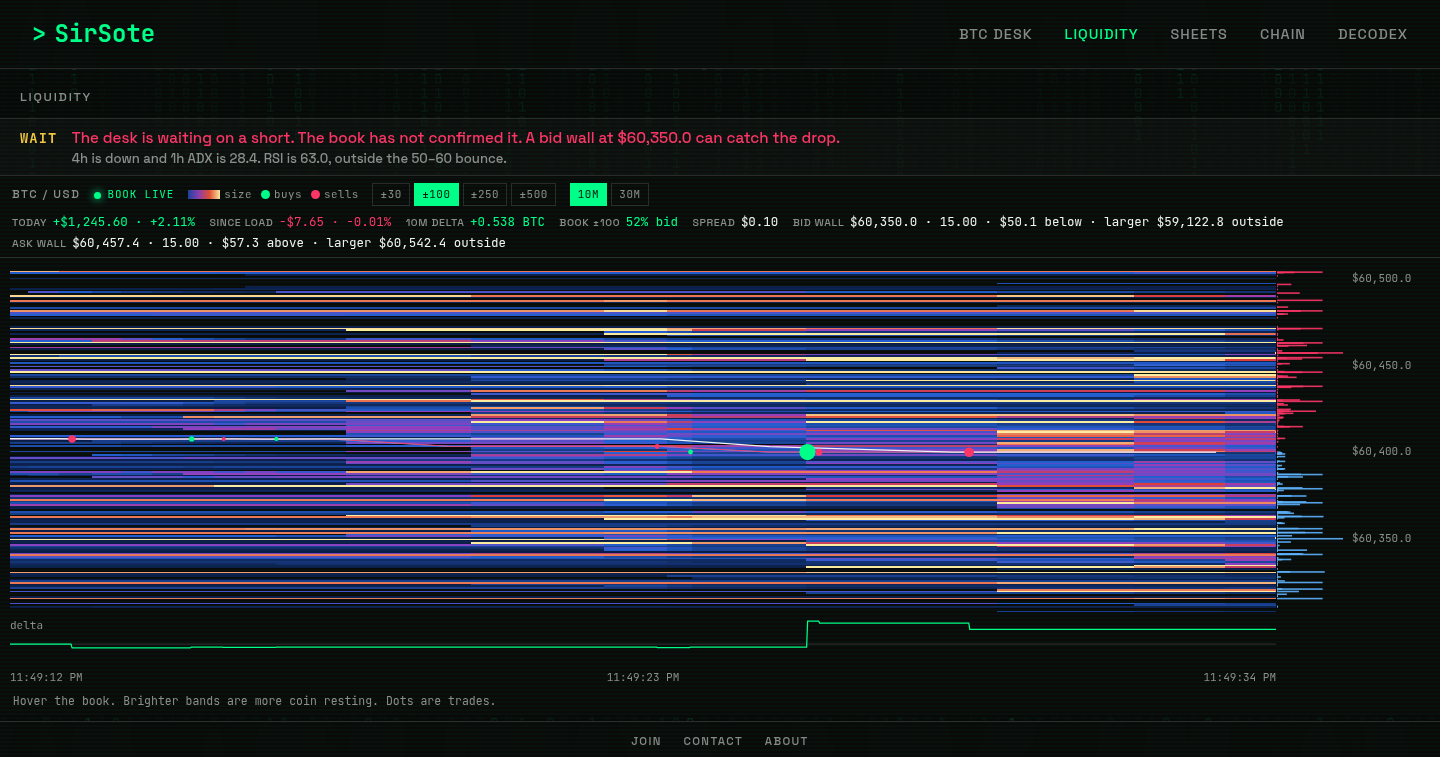 > SirSote
BTC DESK LIQUIDITY SHEETS CHAIN DECODEX
LIQUIDITY
WAIT The desk is waiting on a short. The book has not confirmed it. A bid wall at $60,350.0 can catch the drop.
4h is down and 1h ADX is 28.4. RSI is 63.0, outside the 50–60 bounce.
BTC / USD BOOK LIVE size buys sells ±30 ±100 ±250 ±500 10M 30M
TODAY +$1,245.60 · +2.11% SINCE LOAD -$7.65 · -0.01% 10M DELTA +0.538 BTC BOOK ±100 52% bid SPREAD $0.10 BID WALL $60,350.0 · 15.00 · $50.1 below · larger $59,122.8 outside
ASK WALL $60,457.4 · 15.00 · $57.3 above · larger $60,542.4 outside
$60,500.0
$60,450.0
$60,400.0
$60,350.0
delta
11:49:12 PM 11:49:23 PM 11:49:34 PM
Hover the book. Brighter bands are more coin resting. Dots are trades.
JOIN CONTACT ABOUT